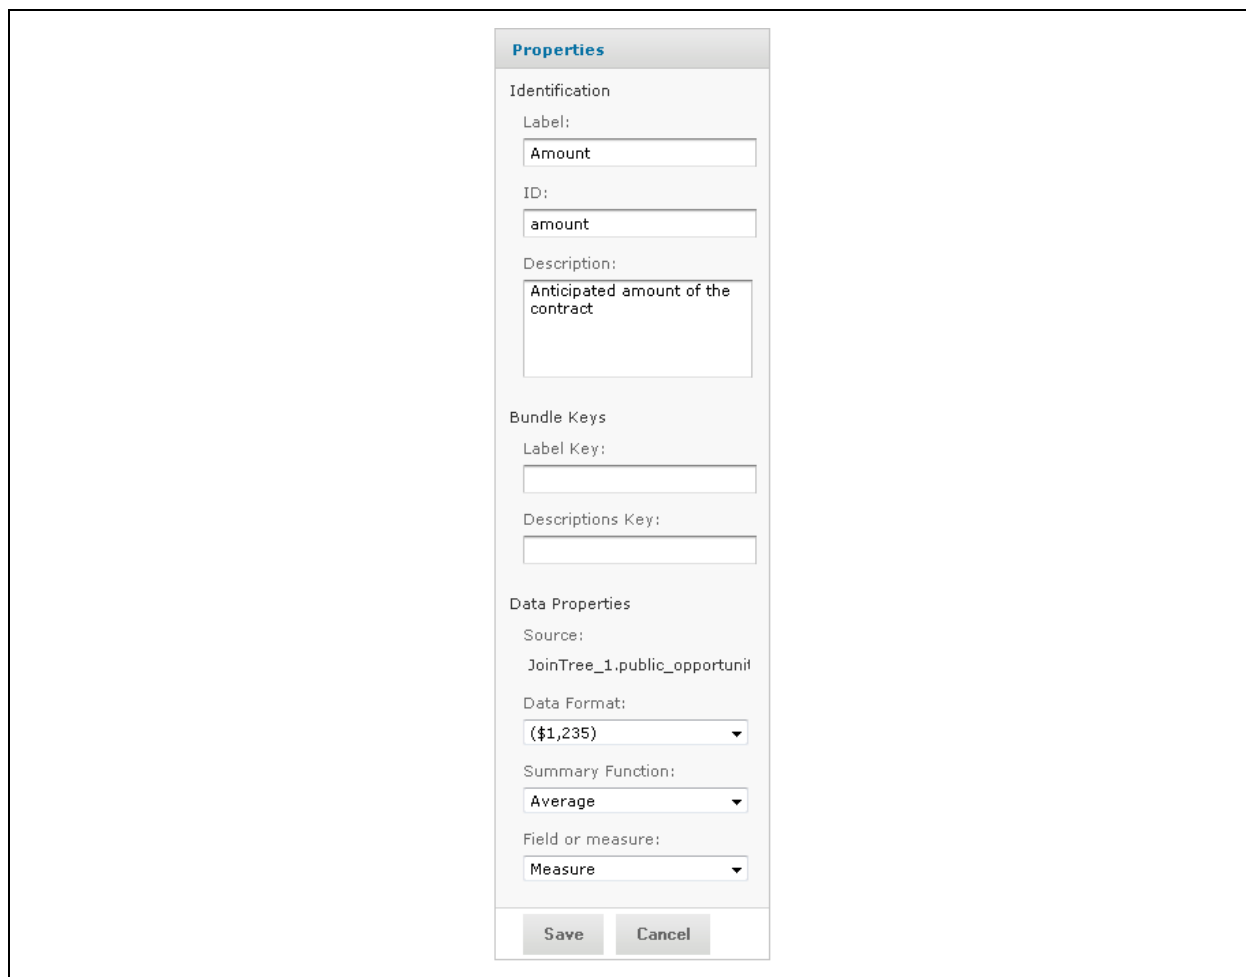 Properties
Identification
Label:
Amount
ID:
amount
Description:
Anticipated amount of the
contract
Bundle Keys
Label Key:
Descriptions Key:
Data Properties
Source:
JoinTree_1.public_opportunit
Data Format:
($1,235)
Summary Function:
Average
Field or measure:
Measure
Save Cancel